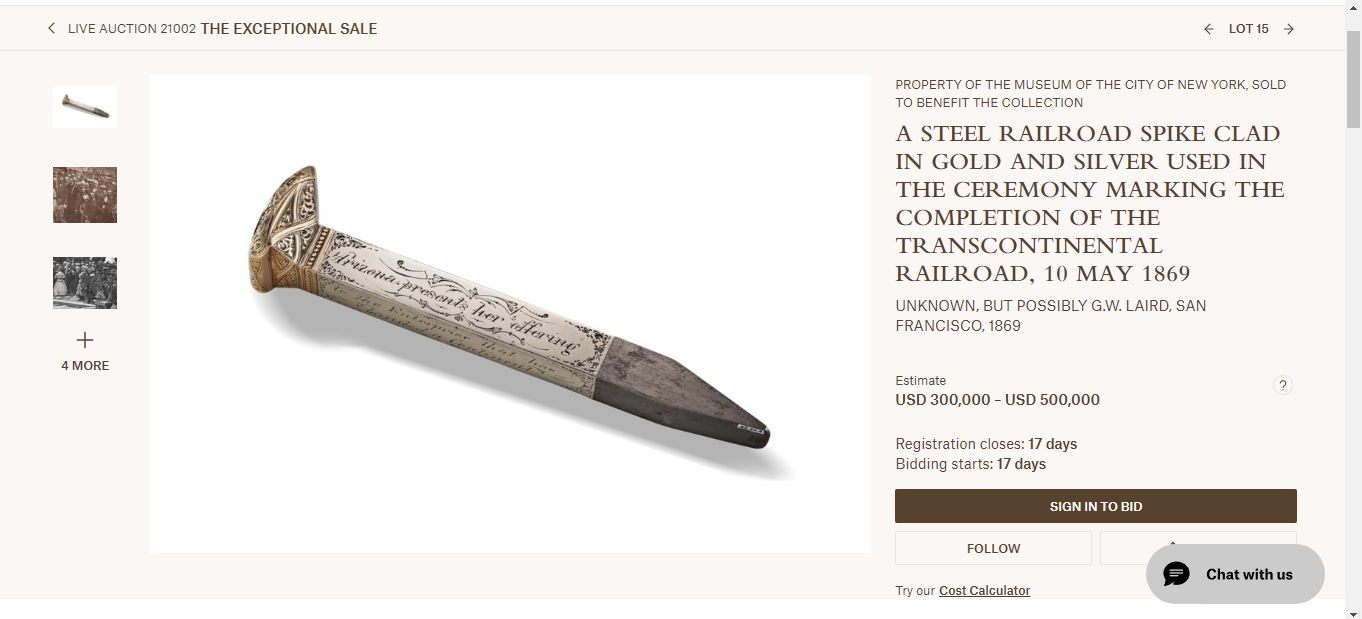 LIVE AUCTION 21002 THE EXCEPTIONAL SALE
LOT 15
PROPERTY OF THE MUSEUM OF THE CITY OF NEW YORK, SOLD
TO BENEFIT THE COLLECTION
A STEEL RAILROAD SPIKE CLAD
IN GOLD AND SILVER USED IN
THE CEREMONY MARKING THE
COMPLETION OF THE
TRANSCONTINENTAL
RAILROAD, 10 MAY 1869
UNKNOWN, BUT POSSIBLY G.W. LAIRD, SAN
FRANCISCO, 1869
Estimate
?
USD 300,000 – USD 500,000
Registration closes: 17 days
Bidding starts: 17 days
SIGN IN TO BID
FOLLOW
Chat with us
Try our Cost Calculator
4 MORE
Arizona presents her offering